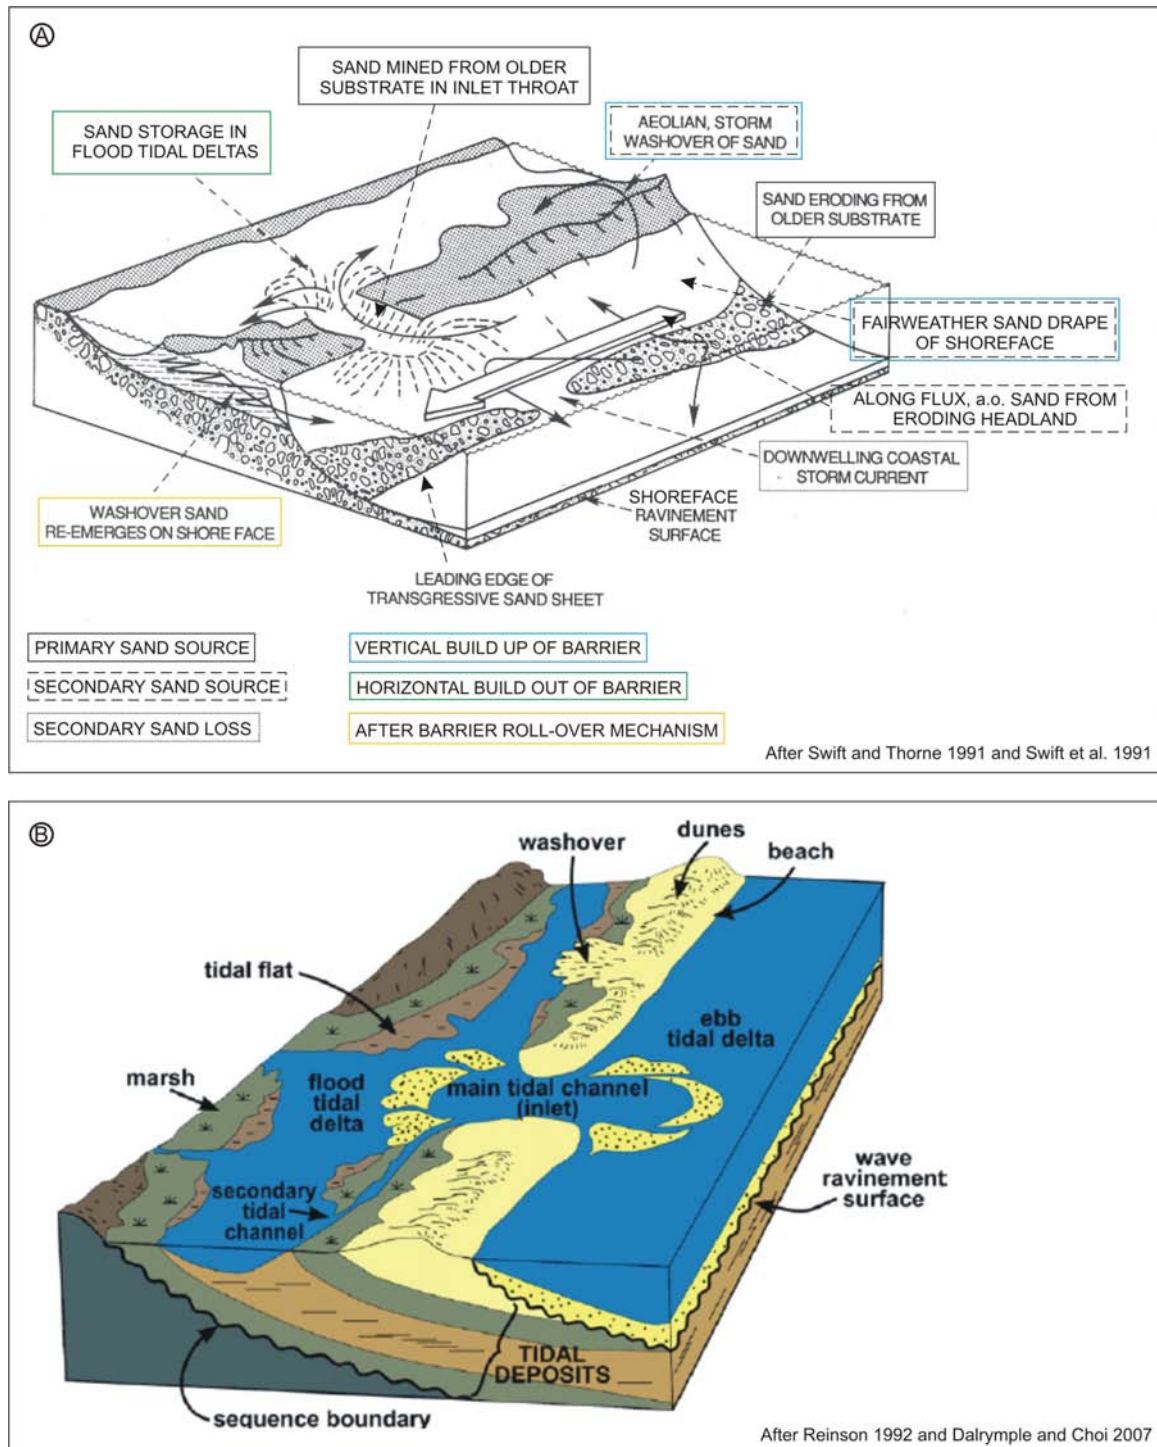 A
SAND MINED FROM OLDER
SUBSTRATE IN INLET THROAT
SAND STORAGE IN
FLOOD TIDAL DELTAS
AEOLIAN, STORM
WASHOVER OF SAND
SAND ERODING FROM
OLDER SUBSTRATE
FAIRWEATHER SAND DRAPE
OF SHOREFACE
ALONG FLUX, a.o. SAND FROM
ERODING HEADLAND
DOWNWELLING COASTAL
STORM CURRENT
SHOREFACE
RAVINEMENT
SURFACE
WASHOVER SAND
RE-EMERGES ON SHORE FACE
LEADING EDGE OF
TRANSGRESSIVE SAND SHEET
PRIMARY SAND SOURCE
VERTICAL BUILD UP OF BARRIER
SECONDARY SAND SOURCE
HORIZONTAL BUILD OUT OF BARRIER
SECONDARY SAND LOSS
AFTER BARRIER ROLL-OVER MECHANISM
After Swift and Thorne 1991 and Swift et al. 1991
B
dunes
washover
beach
tidal flat
ebb
tidal delta
marsh
flood
tidal
delta
main tidal channel
(inlet)
wave
ravinement
surface
secondary
tidal
channel
TIDAL
DEPOSITS
sequence boundary
After Reinson 1992 and Dalrymple and Choi 2007